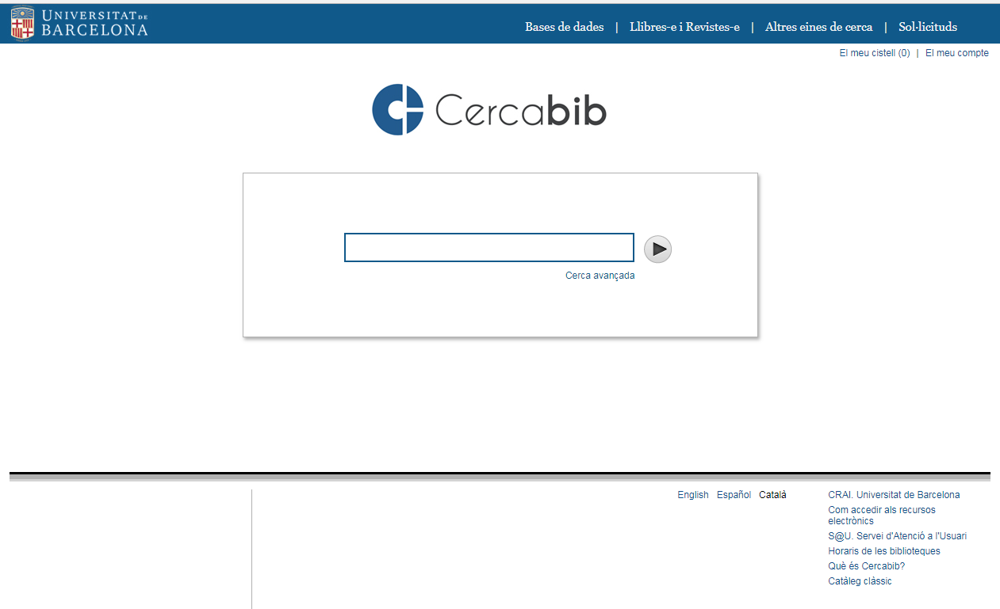 UNIVERSITAT DE
BARCELONA
Bases de dades | Llibres-e i Revistes-e | Altres eines de cerca | Sol·licituds
El meu cistell (0) | El meu compte
Cercabib
Cerca avançada
English Español Català
CRAI. Universitat de Barcelona
Com accedir als recursos
electrònics
S@U. Servei d'Atenció a l'Usuari
Horaris de les biblioteques
Què és Cercabib?
Catàleg clàssic